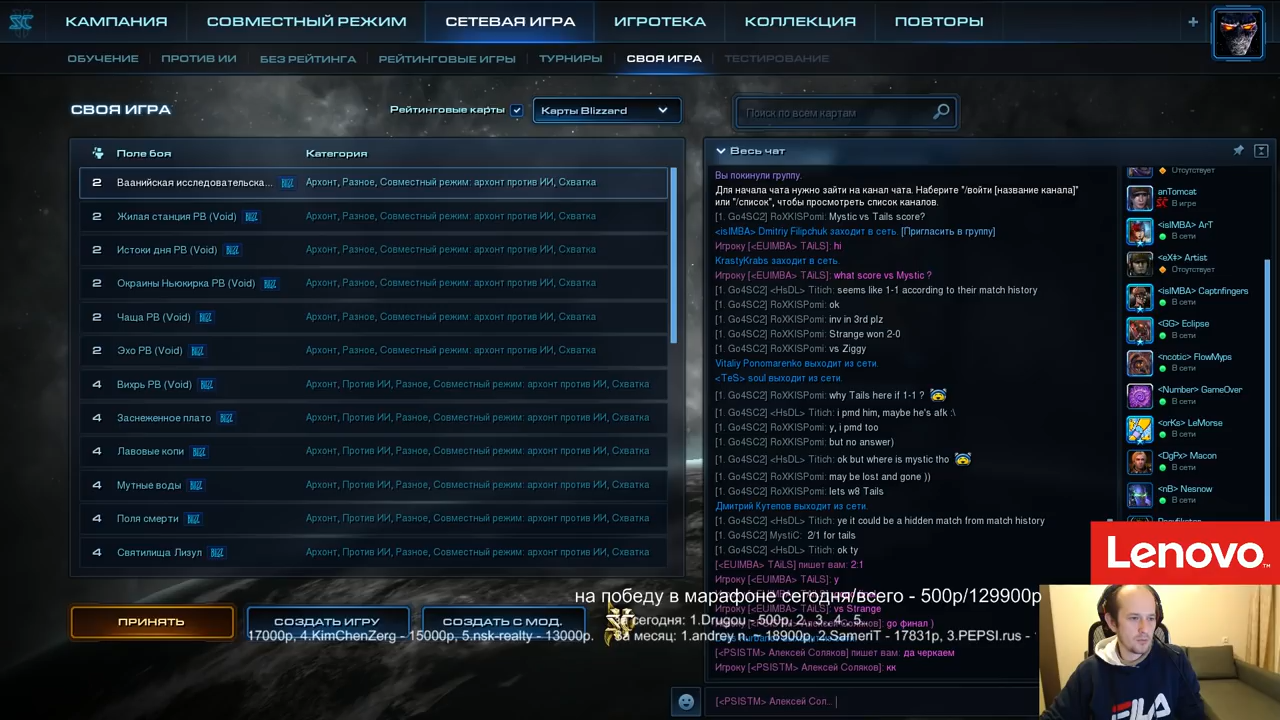 КАМПАНИЯ СОВМЕСТНЫЙ РЕЖИМ СЕТЕВАЯ ИГРА ИГРОТЕКА КОЛЛЕКЦИЯ ПОВТОРЫ
ОБУЧЕНИЕ ПРОТИВ ИИ БЕЗ РЕЙТИНГА РЕЙТИНГОВЫЕ ИГРЫ ТУРНИРЫ СВОЯ ИГРА ТЕСТИРОВАНИЕ
СВОЯ ИГРА
Рейтинговые карты Карты Blizzard
Поиск по всем картам
Поле боя Категория
2 Ваанийская исследовательска... Архонт, Разное, Совместный режим: архонт против ИИ, Схватка
2 Жилая станция РВ (Void) Архонт, Разное, Совместный режим: архонт против ИИ, Схватка
2 Истоки дня РВ (Void) Архонт, Разное, Совместный режим: архонт против ИИ, Схватка
2 Окраины Ньюкирка РВ (Void) Архонт, Разное, Совместный режим: архонт против ИИ, Схватка
2 Чаща РВ (Void) Архонт, Разное, Совместный режим: архонт против ИИ, Схватка
2 Эхо РВ (Void) Архонт, Разное, Совместный режим: архонт против ИИ, Схватка
4 Вихрь РВ (Void) Архонт, Против ИИ, Разное, Совместный режим: архонт против ИИ, Схватка
4 Заснеженное плато Архонт, Против ИИ, Разное, Совместный режим: архонт против ИИ, Схватка
4 Лавовые копи Архонт, Против ИИ, Разное, Совместный режим: архонт против ИИ, Схватка
4 Мутные воды Архонт, Против ИИ, Разное, Совместный режим: архонт против ИИ, Схватка
4 Поля смерти Архонт, Против ИИ, Разное, Совместный режим: архонт против ИИ, Схватка
4 Святилища Лизул Архонт, Против ИИ, Разное, Совместный режим: архонт против ИИ, Схватка
ПРИНЯТЬ СОЗДАТЬ ИГРУ СОЗДАТЬ С МОД.
Весь чат
Вы покинули группу.
Для начала чата нужно зайти на канал чата. Наберите "/войти [название канала]"
или "/список", чтобы просмотреть список каналов.
[1. Go4SC2] RoXKISPomi: Mystic vs Tails score?
<isIMBA> Dmitriy Filipchuk заходит в сеть. [Пригласить в группу]
Игроку [<EUIMBA> TAiLS]: hi
KrastyKrabs заходит в сеть.
Игроку [<EUIMBA> TAiLS]: what score vs Mystic ?
[1. Go4SC2] <HsDL> Titch: seems like 1-1 according to their match history
[1. Go4SC2] RoXKISPomi: ok
[1. Go4SC2] RoXKISPomi: inv in 3rd plz
[1. Go4SC2] RoXKISPomi: Strange won 2-0
[1. Go4SC2] RoXKISPomi: vs Ziggy
Vitaliy Ponomarenko выходит из сети.
<TeS> soul выходит из сети.
[1. Go4SC2] RoXKISPomi: why Tails here if 1-1 ?
[1. Go4SC2] <HsDL> Titch: i pmd him, maybe he's afk :\
[1. Go4SC2] RoXKISPomi: y, i pmd too
[1. Go4SC2] RoXKISPomi: but no answer)
[1. Go4SC2] <HsDL> Titch: ok but where is mystic tho
[1. Go4SC2] RoXKISPomi: may be lost and gone ))
[1. Go4SC2] RoXKISPomi: lets w8 Tails
Дмитрий Кутепов выходит из сети.
[1. Go4SC2] <HsDL> Titch: ye it could be a hidden match from match history
[1. Go4SC2] MystiC: 2/1 for tails
[1. Go4SC2] <HsDL> Titch: ok ty
[<EUIMBA> TAiLS] пишет вам: 2:1
Игроку [<EUIMBA> TAiLS]: y
vs Strange
Алексей Соляков]: go финал )
[<PSISTM> Алексей Соляков] пишет вам: да черкаем
Игроку [<PSISTM> Алексей Соляков]: кк
[<PSISTM> Алексей Сол...
Отсутствует
anTomcat
В игре
<isIMBA> ArT
В сети
<eX‡> Artist
Отсутствует
<isIMBA> Captnfingers
В сети
<GG> Eclipse
В сети
<ncotic> FlowMyps
В сети
<Number> GameOver
В сети
<orKs> LeMorse
В сети
<DgPx> Macon
В сети
<nB> Nesnow
В сети
Lenovo
на победу в марафоне сегодня/всего - 500р/129900р
сегодня: 1.Drugou - 500р, 2. , 3. , 4. , 5.
17000р, 4.KimChenZerg - 15000р, 5.nsk-realty - 13000р. За месяц: 1.andrey n. – 18900р, 2.SameriT - 17831р, 3.PEPSI.rus -
FILA